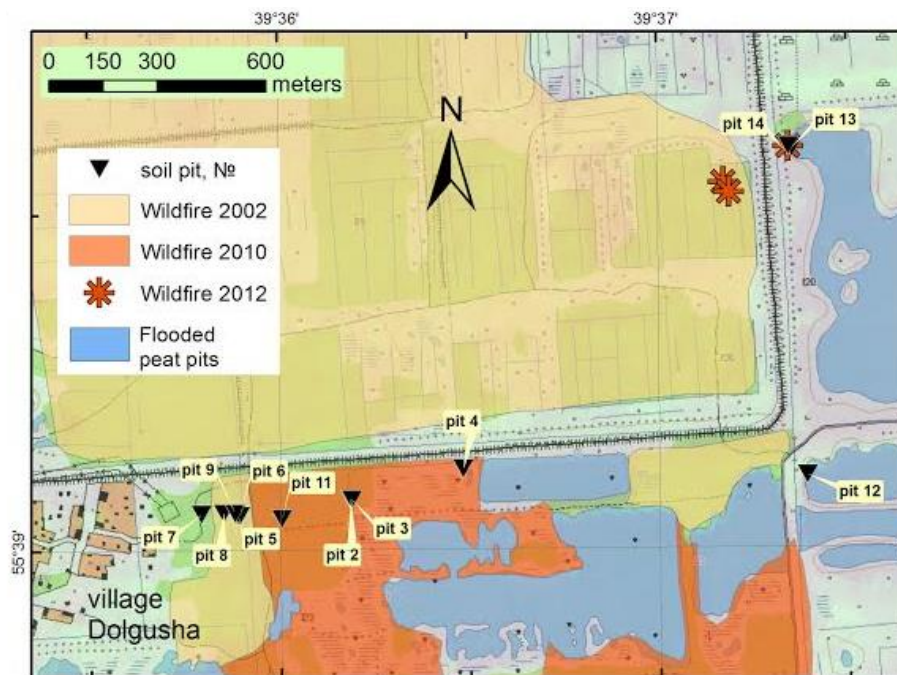 39°36' 39°37'
0 150 300 600
meters
N
soil pit, №
Wildfire 2002
Wildfire 2010
Wildfire 2012
Flooded
peat pits
pit 14 pit 13
pit 4
pit 9 pit 6
pit 11
pit 12
pit 7 pit 3
pit 8 pit 5 pit 2
55°39'
village
Dolgusha